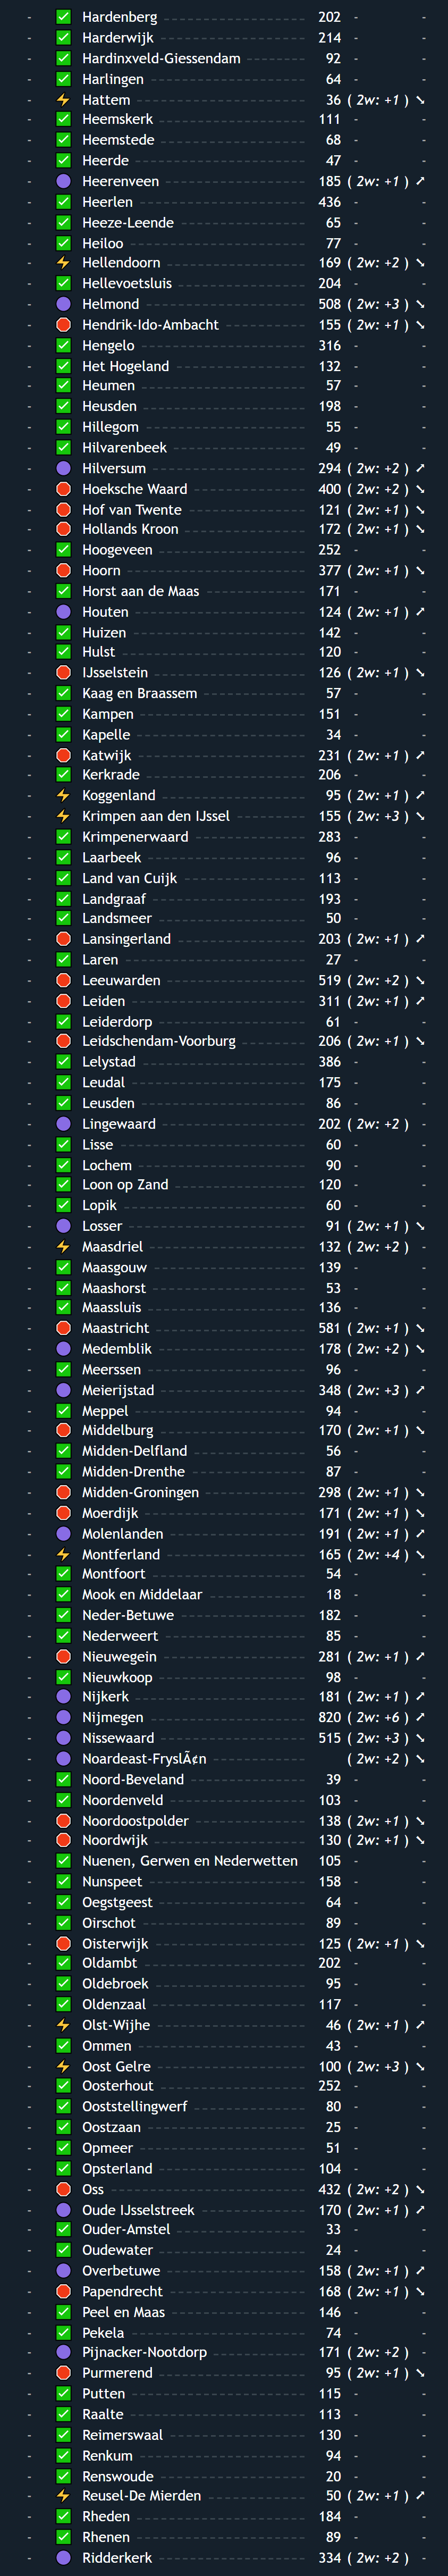 - ✅ Hardenberg 202 - -
- ✅ Harderwijk 214 - -
- ✅ Hardinxveld-Giessendam 92 - -
- ✅ Harlingen 64 - -
- ⚡ Hattem 36 ( 2w: +1 ) ➘
- ✅ Heemskerk 111 - -
- ✅ Heemstede 68 - -
- ✅ Heerde 47 - -
- 🟣 Heerenveen 185 ( 2w: +1 ) ➚
- ✅ Heerlen 436 - -
- ✅ Heeze-Leende 65 - -
- ✅ Heiloo 77 - -
- ⚡ Hellendoorn 169 ( 2w: +2 ) ➘
- ✅ Hellevoetsluis 204 - -
- 🟣 Helmond 508 ( 2w: +3 ) ➘
- 🛑 Hendrik-Ido-Ambacht 155 ( 2w: +1 ) ➘
- ✅ Hengelo 316 - -
- ✅ Het Hogeland 132 - -
- ✅ Heumen 57 - -
- ✅ Heusden 198 - -
- ✅ Hillegom 55 - -
- ✅ Hilvarenbeek 49 - -
- 🟣 Hilversum 294 ( 2w: +2 ) ➚
- 🛑 Hoeksche Waard 400 ( 2w: +2 ) ➘
- 🛑 Hof van Twente 121 ( 2w: +1 ) ➘
- 🛑 Hollands Kroon 172 ( 2w: +1 ) ➘
- ✅ Hoogeveen 252 - -
- 🛑 Hoorn 377 ( 2w: +1 ) ➘
- ✅ Horst aan de Maas 171 - -
- 🟣 Houten 124 ( 2w: +1 ) ➚
- ✅ Huizen 142 - -
- ✅ Hulst 120 - -
- 🛑 IJsselstein 126 ( 2w: +1 ) ➘
- ✅ Kaag en Braassem 57 - -
- ✅ Kampen 151 - -
- ✅ Kapelle 34 - -
- 🛑 Katwijk 231 ( 2w: +1 ) ➚
- ✅ Kerkrade 206 - -
- ⚡ Koggenland 95 ( 2w: +1 ) ➚
- ⚡ Krimpen aan den IJssel 155 ( 2w: +3 ) ➘
- ✅ Krimpenerwaard 283 - -
- ✅ Laarbeek 96 - -
- ✅ Land van Cuijk 113 - -
- ✅ Landgraaf 193 - -
- ✅ Landsmeer 50 - -
- 🛑 Lansingerland 203 ( 2w: +1 ) ➚
- ✅ Laren 27 - -
- 🛑 Leeuwarden 519 ( 2w: +2 ) ➘
- 🛑 Leiden 311 ( 2w: +1 ) ➚
- ✅ Leiderdorp 61 - -
- 🛑 Leidschendam-Voorburg 206 ( 2w: +1 ) ➘
- ✅ Lelystad 386 - -
- ✅ Leudal 175 - -
- ✅ Leusden 86 - -
- 🟣 Lingewaard 202 ( 2w: +2 ) -
- ✅ Lisse 60 - -
- ✅ Lochem 90 - -
- ✅ Loon op Zand 120 - -
- ✅ Lopik 60 - -
- 🟣 Losser 91 ( 2w: +1 ) ➘
- ⚡ Maasdriel 132 ( 2w: +2 ) -
- ✅ Maasgouw 139 - -
- ✅ Maashorst 53 - -
- ✅ Maassluis 136 - -
- 🛑 Maastricht 581 ( 2w: +1 ) ➘
- 🟣 Medemblik 178 ( 2w: +2 ) ➘
- ✅ Meerssen 96 - -
- 🟣 Meierijstad 348 ( 2w: +3 ) ➚
- ✅ Meppel 94 - -
- 🛑 Middelburg 170 ( 2w: +1 ) ➘
- ✅ Midden-Delfland 56 - -
- ✅ Midden-Drenthe 87 - -
- 🛑 Midden-Groningen 298 ( 2w: +1 ) ➘
- 🛑 Moerdijk 171 ( 2w: +1 ) ➘
- 🟣 Molenlanden 191 ( 2w: +1 ) ➚
- ⚡ Montferland 165 ( 2w: +4 ) ➘
- ✅ Montfoort 54 - -
- ✅ Mook en Middelaar 18 - -
- ✅ Neder-Betuwe 182 - -
- ✅ Nederweert 85 - -
- 🛑 Nieuwegein 281 ( 2w: +1 ) ➚
- ✅ Nieuwkoop 98 - -
- 🟣 Nijkerk 181 ( 2w: +1 ) ➚
- 🟣 Nijmegen 820 ( 2w: +6 ) ➚
- 🟣 Nissewaard 515 ( 2w: +3 ) ➘
- 🟣 Noardeast-FryslÃ¢n ( 2w: +2 ) ➘
- ✅ Noord-Beveland 39 - -
- ✅ Noordenveld 103 - -
- 🛑 Noordoostpolder 138 ( 2w: +1 ) ➘
- 🛑 Noordwijk 130 ( 2w: +1 ) ➘
- ✅ Nuenen, Gerwen en Nederwetten 105 - -
- ✅ Nunspeet 158 - -
- ✅ Oegstgeest 64 - -
- ✅ Oirschot 89 - -
- 🛑 Oisterwijk 125 ( 2w: +1 ) ➘
- ✅ Oldambt 202 - -
- ✅ Oldebroek 95 - -
- ✅ Oldenzaal 117 - -
- ⚡ Olst-Wijhe 46 ( 2w: +1 ) ➚
- ✅ Ommen 43 - -
- ⚡ Oost Gelre 100 ( 2w: +3 ) ➘
- ✅ Oosterhout 252 - -
- ✅ Ooststellingwerf 80 - -
- ✅ Oostzaan 25 - -
- ✅ Opmeer 51 - -
- ✅ Opsterland 104 - -
- 🛑 Oss 432 ( 2w: +2 ) ➘
- 🟣 Oude IJsselstreek 170 ( 2w: +1 ) ➚
- ✅ Ouder-Amstel 33 - -
- ✅ Oudewater 24 - -
- 🟣 Overbetuwe 158 ( 2w: +1 ) ➚
- 🛑 Papendrecht 168 ( 2w: +1 ) ➘
- ✅ Peel en Maas 146 - -
- ✅ Pekela 74 - -
- 🟣 Pijnacker-Nootdorp 171 ( 2w: +2 ) -
- 🛑 Purmerend 95 ( 2w: +1 ) ➘
- ✅ Putten 115 - -
- ✅ Raalte 113 - -
- ✅ Reimerswaal 130 - -
- ✅ Renkum 94 - -
- ✅ Renswoude 20 - -
- ⚡ Reusel-De Mierden 50 ( 2w: +1 ) ➚
- ✅ Rheden 184 - -
- ✅ Rhenen 89 - -
- 🟣 Ridderkerk 334 ( 2w: +2 ) -